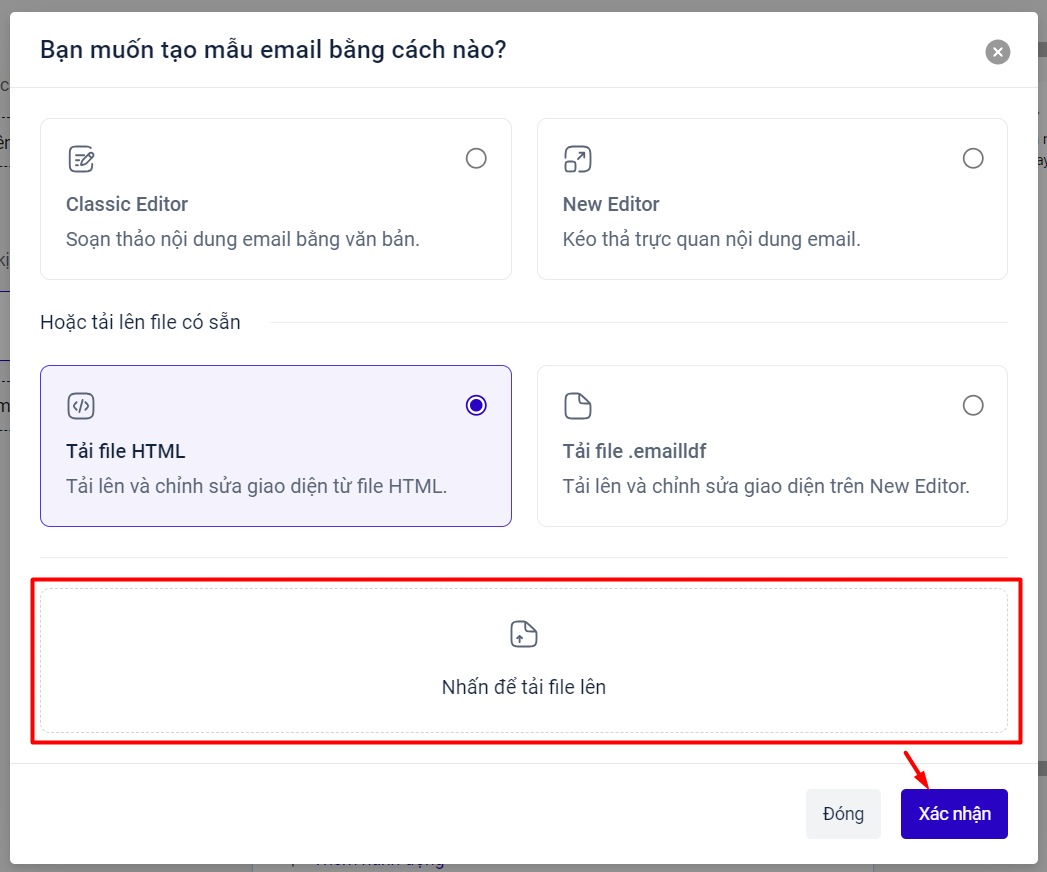 Bạn muốn tạo mẫu email bằng cách nào?
Classic Editor
Soạn thảo nội dung email bằng văn bản.
New Editor
Kéo thả trực quan nội dung email.
Hoặc tải lên file có sẵn
Tải file HTML
Tải lên và chỉnh sửa giao diện từ file HTML.
Tải file .emailldf
Tải lên và chỉnh sửa giao diện trên New Editor.
Nhấn để tải file lên
Đóng
Xác nhận